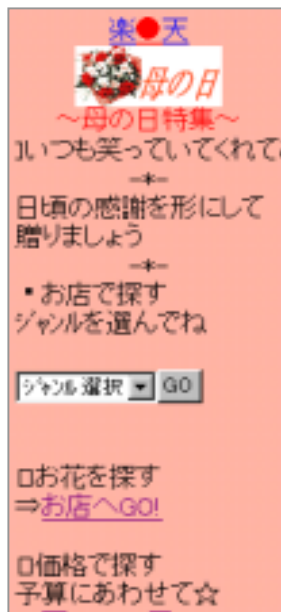 楽●天
母の日
～母の日特集～
いつも笑っていてくれて
-*-
日頃の感謝を形にして
贈りましょう
-*-
▪お店で探す
ｼﾞｬﾝﾙを選んでね
ｼﾞｬﾝﾙ選択 GO
□お花を探す
⇒お店へGO!
□価格で探す
予算にあわせて☆